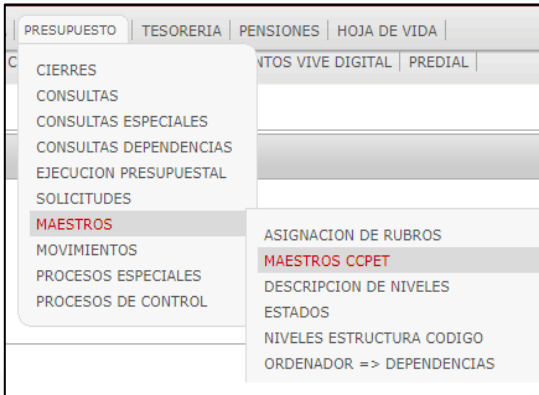 PRESUPUESTO | TESORERIA | PENSIONES | HOJA DE VIDA |
C NTOS VIVE DIGITAL | PREDIAL |
CIERRES
CONSULTAS
CONSULTAS ESPECIALES
CONSULTAS DEPENDENCIAS
EJECUCION PRESUPUESTAL
SOLICITUDES
MAESTROS
MOVIMIENTOS
PROCESOS ESPECIALES
PROCESOS DE CONTROL
ASIGNACION DE RUBROS
MAESTROS CCPET
DESCRIPCION DE NIVELES
ESTADOS
NIVELES ESTRUCTURA CODIGO
ORDENADOR => DEPENDENCIAS